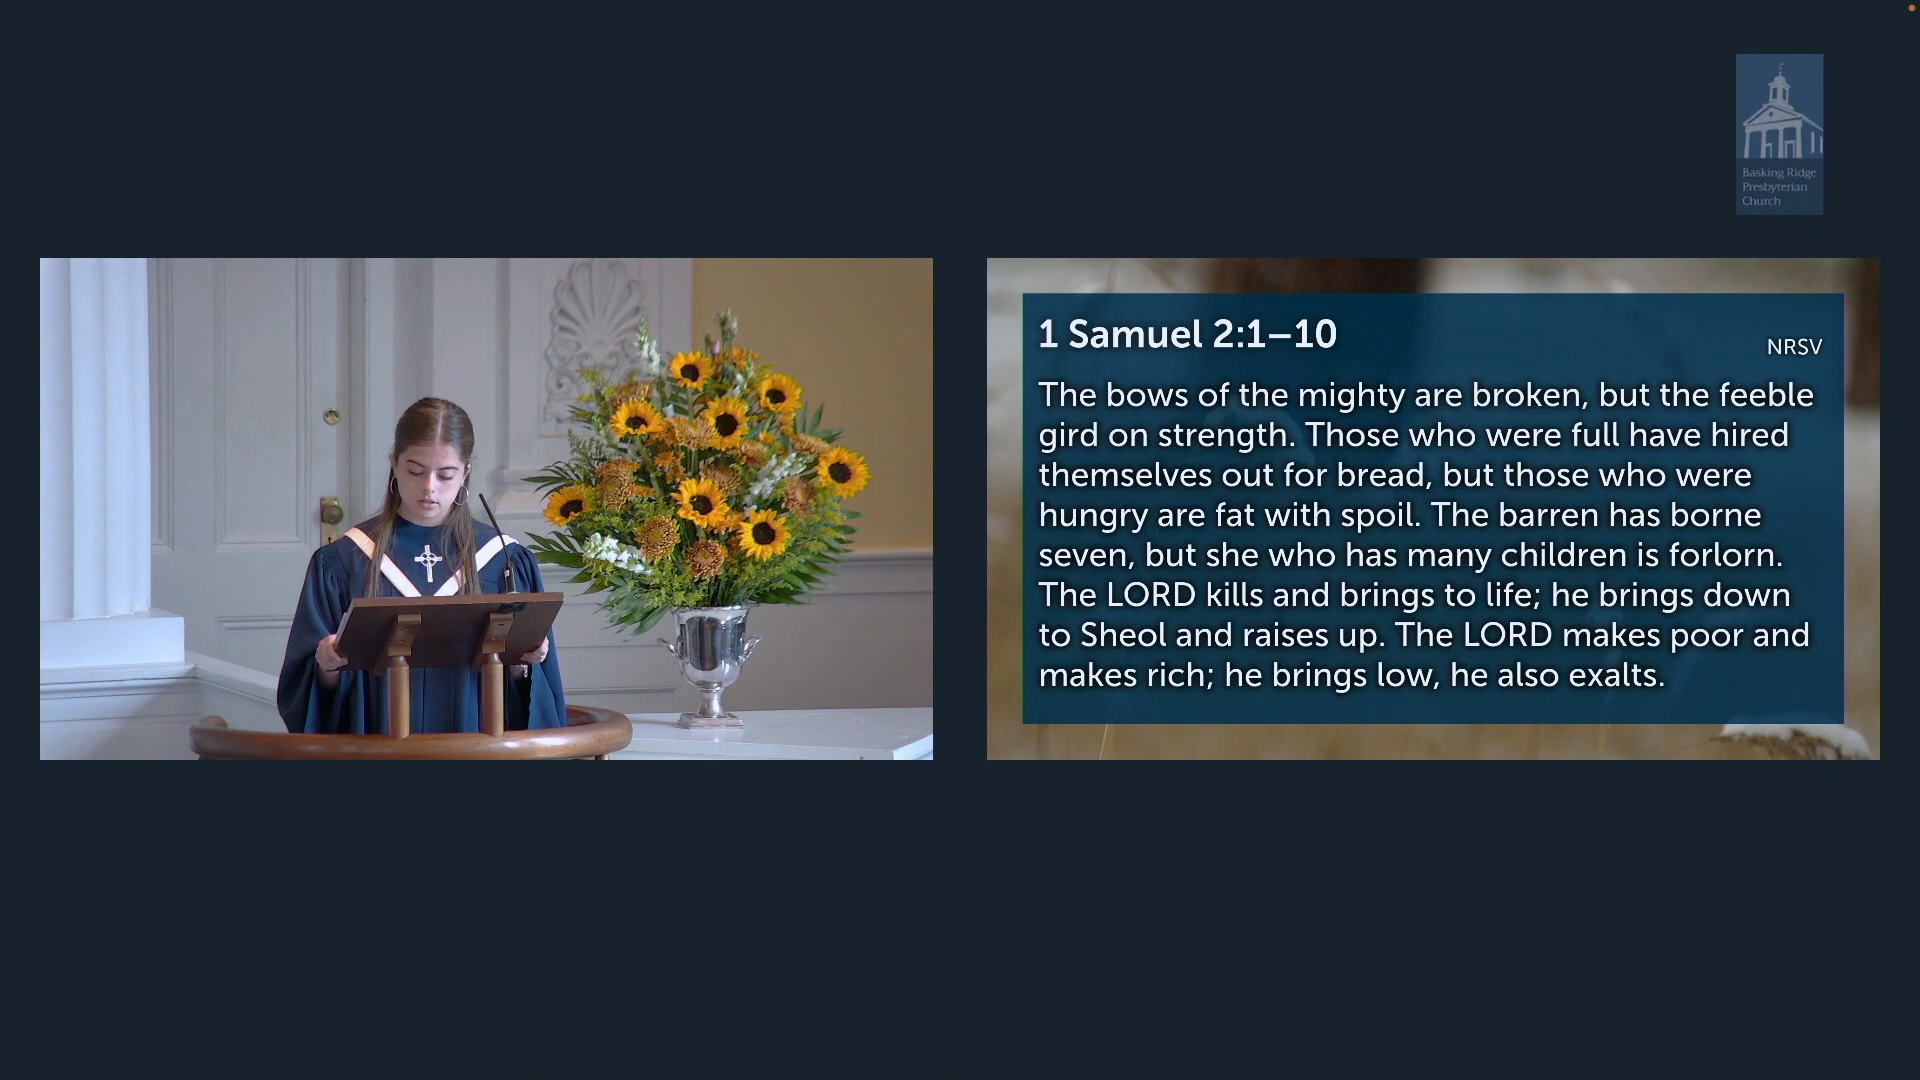 Basking Ridge
Presbyterian
Church
1 Samuel 2:1–10
NRSV
The bows of the mighty are broken, but the feeble
gird on strength. Those who were full have hired
themselves out for bread, but those who were
hungry are fat with spoil. The barren has borne
seven, but she who has many children is forlorn.
The LORD kills and brings to life; he brings down
to Sheol and raises up. The LORD makes poor and
makes rich; he brings low, he also exalts.